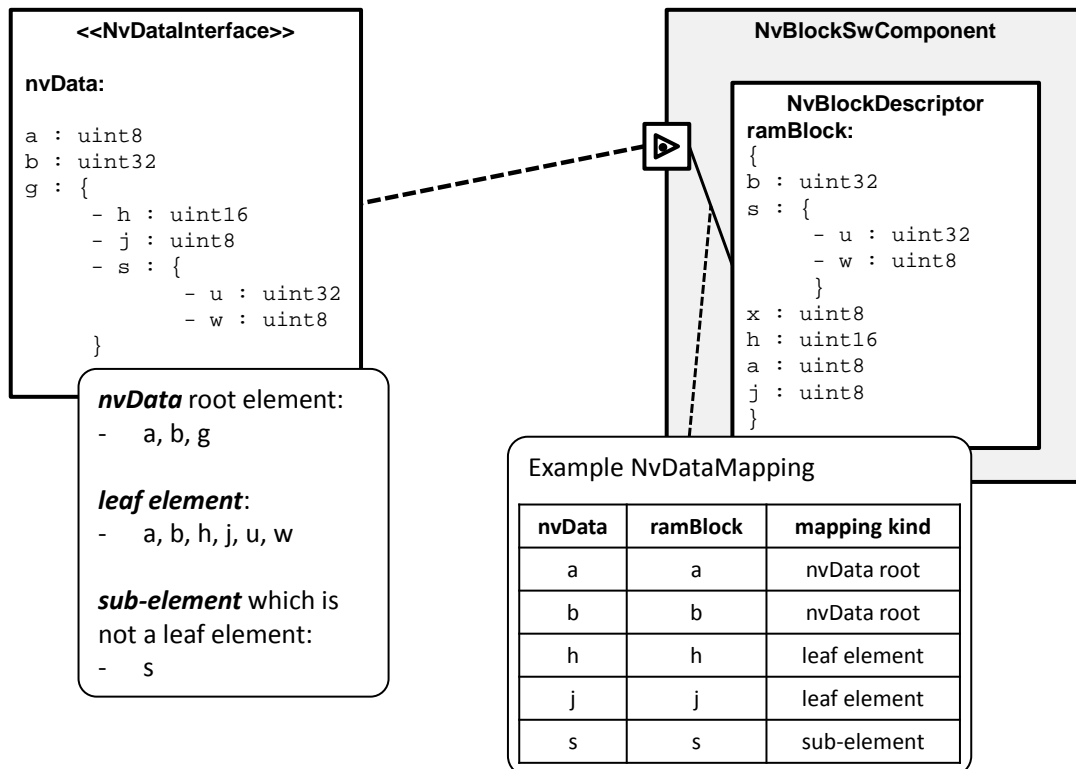 <<NvDataInterface>>
nvData:
a : uint8
b : uint32
g : {
- h : uint16
- j : uint8
- s : {
- u : uint32
- w : uint8
}
nvData root element:
- a, b, g
leaf element:
- a, b, h, j, u, w
sub-element which is
not a leaf element:
- s
NvBlockSwComponent
NvBlockDescriptor
ramBlock:
{
b : uint32
s : {
- u : uint32
- w : uint8
}
x : uint8
h : uint16
a : uint8
j : uint8
}
Example NvDataMapping
nvData ramBlock mapping kind
a a nvData root
b b nvData root
h h leaf element
j j leaf element
s s sub-element